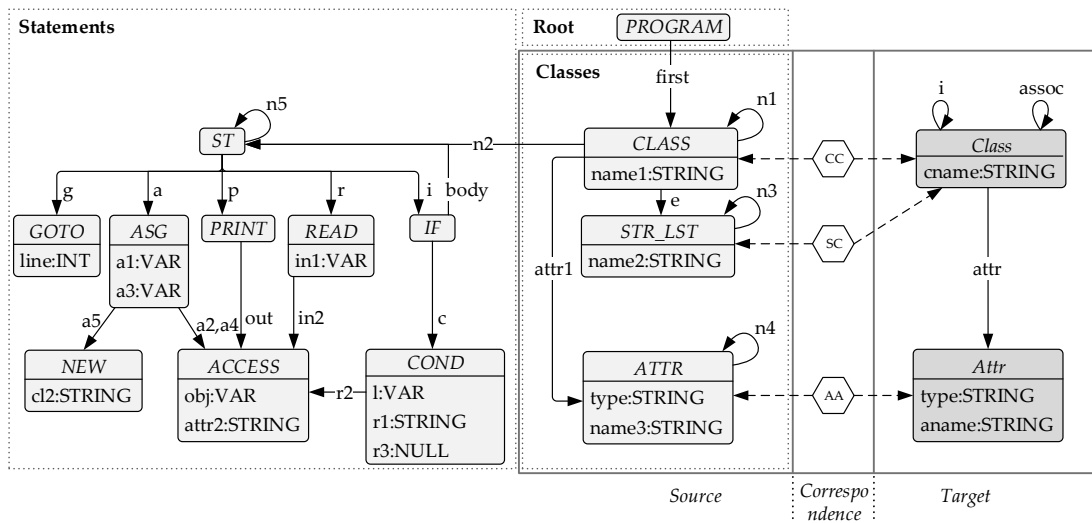 Statements
Root
PROGRAM
Classes
first
n5
n1
i
assoc
ST
n2
CLASS
name1:STRING
CC
Class
cname:STRING
g
a
p
r
i
body
e
n3
GOTO
line:INT
ASG
a1:VAR
a3:VAR
PRINT
READ
in1:VAR
IF
STR_LST
name2:STRING
SC
attr1
attr
a5
a2,a4
out
in2
c
n4
NEW
cl2:STRING
ACCESS
obj:VAR
attr2:STRING
r2
COND
l:VAR
r1:STRING
r3:NULL
ATTR
type:STRING
name3:STRING
AA
Attr
type:STRING
aname:STRING
Source
Correspo
ndence
Target